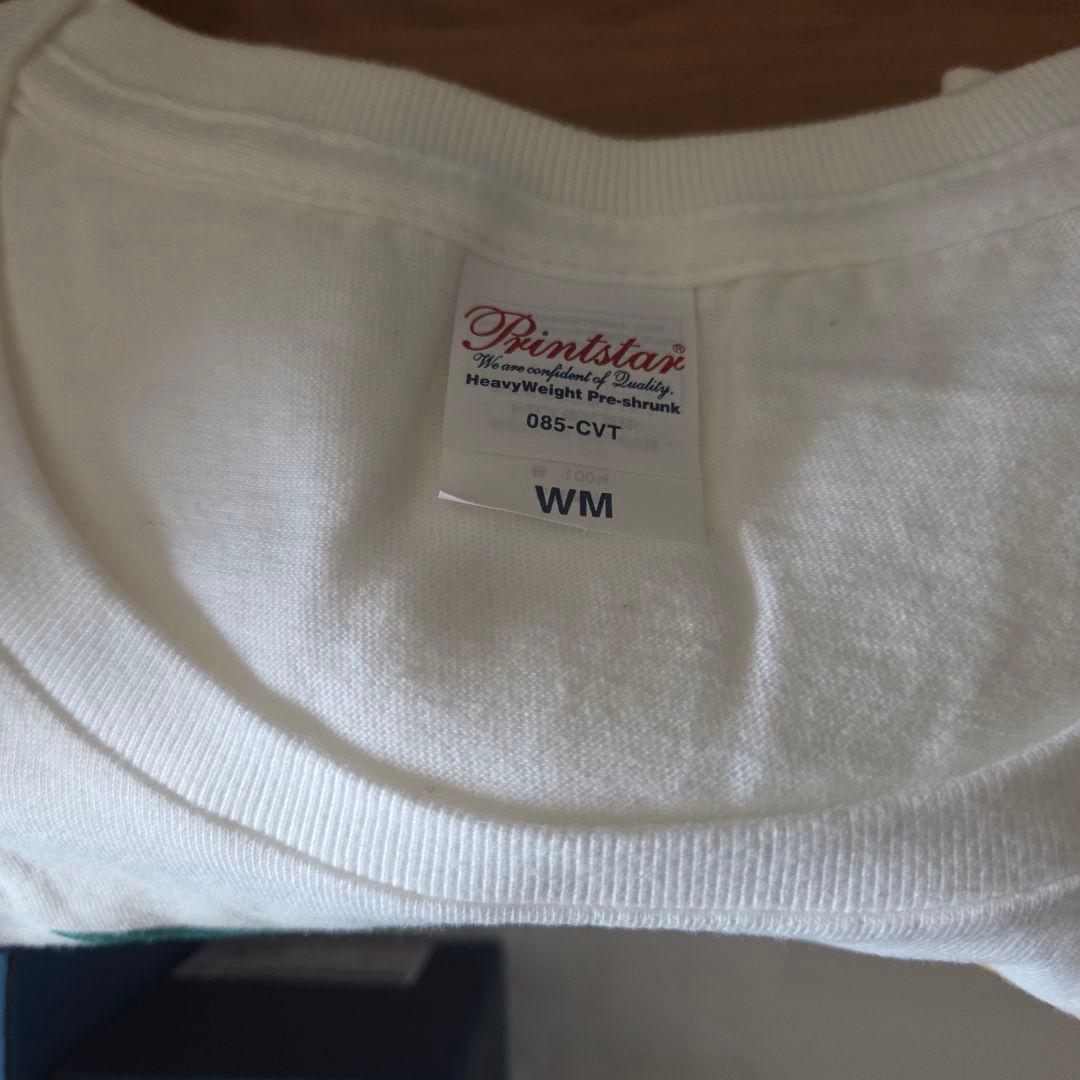 Printstar®
We are confident of Quality.
HeavyWeight Pre-shrunk
085-CVT
WM